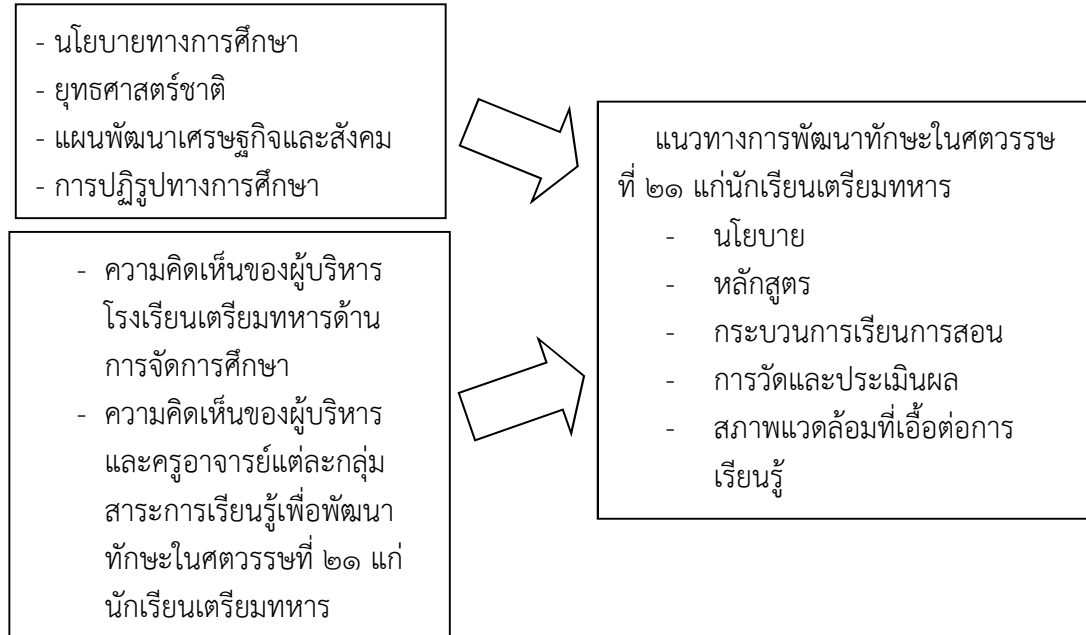 - นโยบายทางการศึกษา
- ยุทธศาสตร์ชาติ
- แผนพัฒนาเศรษฐกิจและสังคม
- การปฏิรูปทางการศึกษา
- ความคิดเห็นของผู้บริหาร
โรงเรียนเตรียมทหารด้าน
การจัดการศึกษา
- ความคิดเห็นของผู้บริหาร
และครูอาจารย์แต่ละกลุ่ม
สาระการเรียนรู้เพื่อพัฒนา
ทักษะในศตวรรษที่ ๒๑ แก่
นักเรียนเตรียมทหาร
แนวทางการพัฒนาทักษะในศตวรรษ
ที่ ๒๑ แก่นักเรียนเตรียมทหาร
- นโยบาย
- หลักสูตร
- กระบวนการเรียนการสอน
- การวัดและประเมินผล
- สภาพแวดล้อมที่เอื้อต่อการ
เรียนรู้